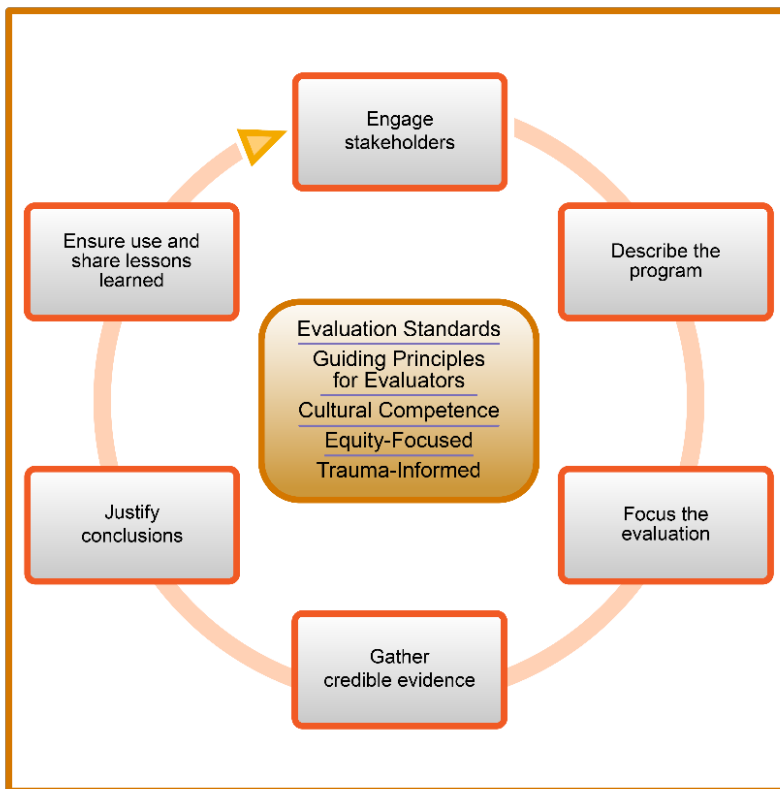 Engage
stakeholders
Describe the
program
Focus the
evaluation
Gather
credible evidence
Justify
conclusions
Ensure use and
share lessons
learned
Evaluation Standards
Guiding Principles
for Evaluators
Cultural Competence
Equity-Focused
Trauma-Informed